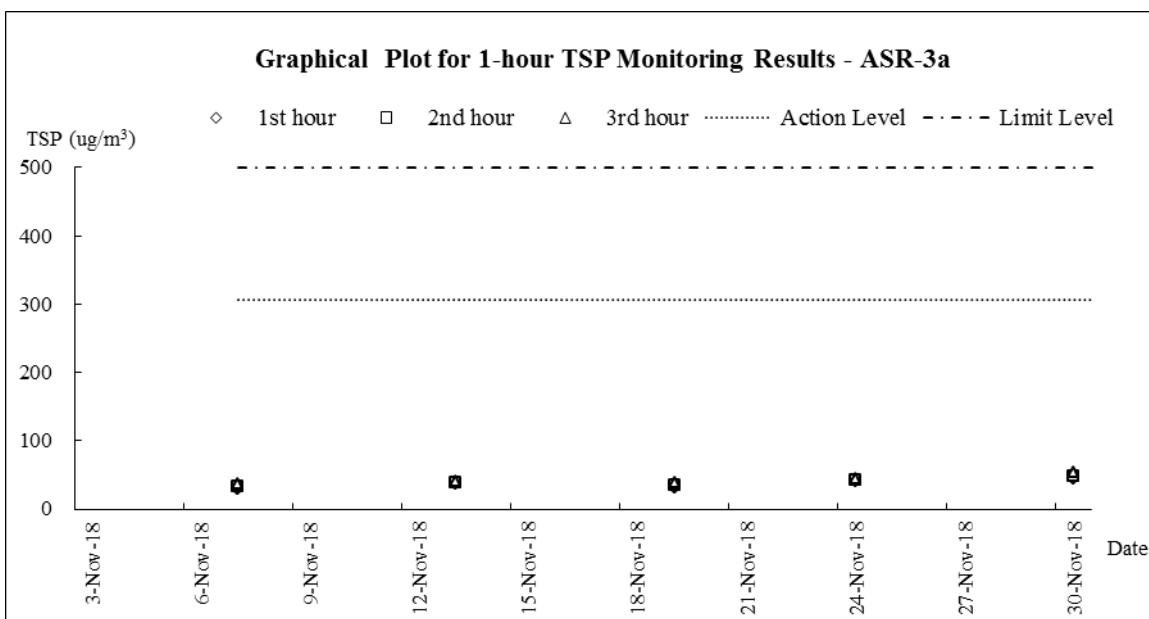 Graphical Plot for 1-hour TSP Monitoring Results - ASR-3a
1st hour 2nd hour 3rd hour Action Level Limit Level
TSP (ug/m³)
500
400
300
200
100
0
3-Nov-18
6-Nov-18
9-Nov-18
12-Nov-18
15-Nov-18
18-Nov-18
21-Nov-18
24-Nov-18
27-Nov-18
30-Nov-18
Date